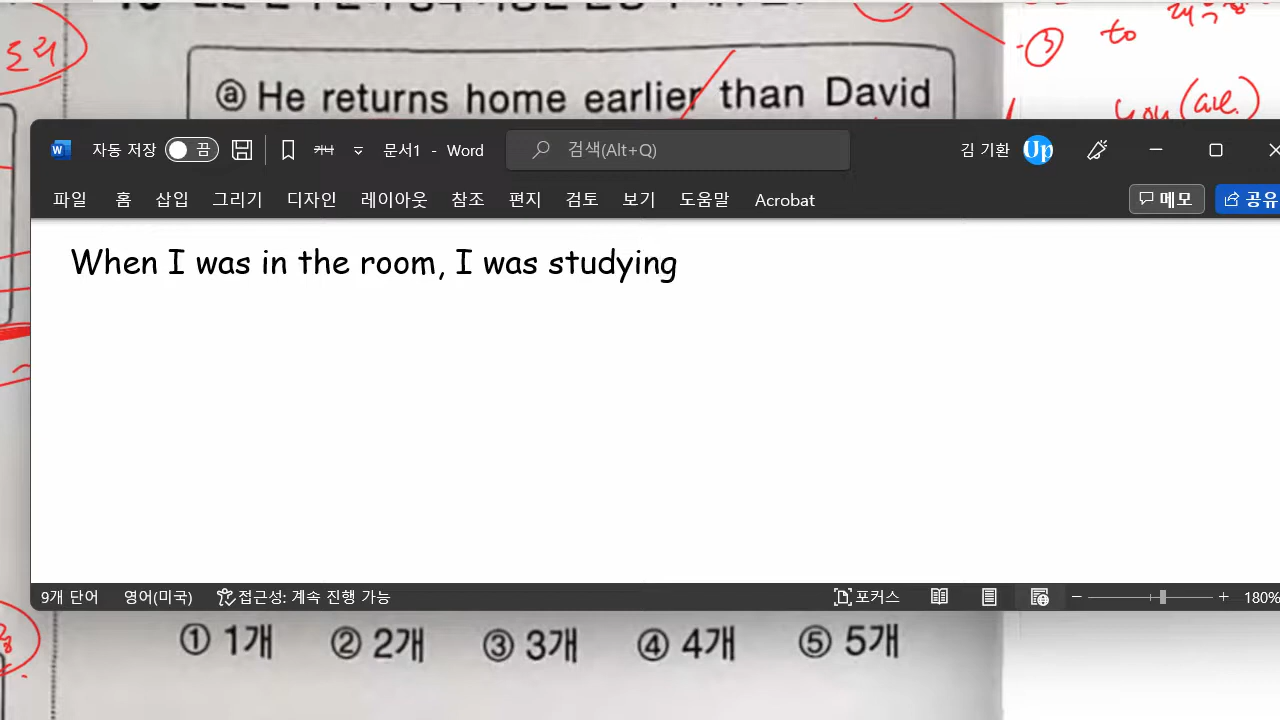 ⓐ He returns home earlier than David
③ to
you (are.)
자동 저장 끔 문서1 - Word 검색(Alt+Q) 김 기환 Up
파일 홈 삽입 그리기 디자인 레이아웃 참조 편지 검토 보기 도움말 Acrobat 메모 공유
When I was in the room, I was studying
9개 단어 영어(미국) 접근성: 계속 진행 가능 포커스 180%
① 1개 ② 2개 ③ 3개 ④ 4개 ⑤ 5개